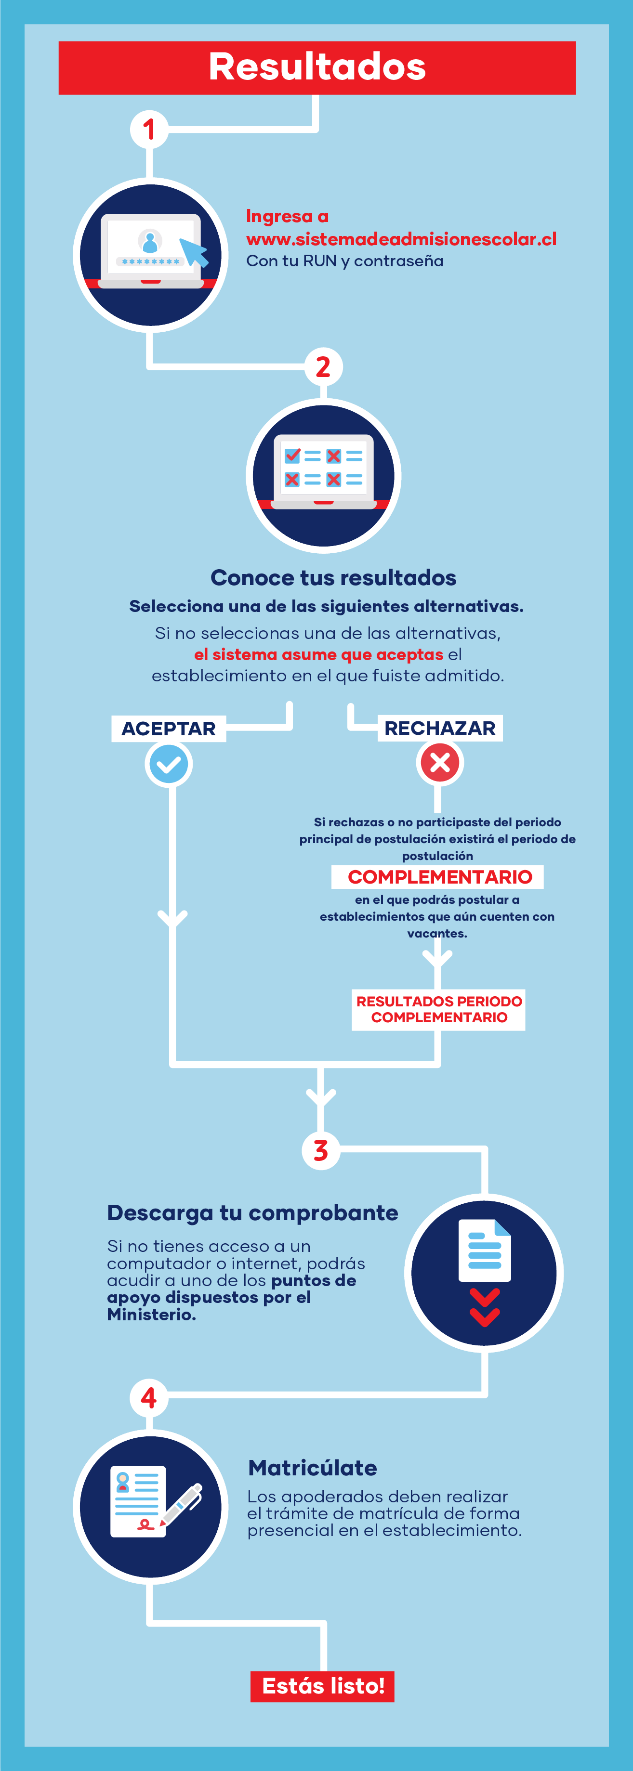 Resultados
1
Ingresa a
www.sistemadeadmisionescolar.cl
Con tu RUN y contraseña
********
2
Conoce tus resultados
Selecciona una de las siguientes alternativas.
Si no seleccionas una de las alternativas,
el sistema asume que aceptas el
establecimiento en el que fuiste admitido.
ACEPTAR
RECHAZAR
Si rechazas o no participaste del periodo
principal de postulación existirá el periodo de
postulación
COMPLEMENTARIO
en el que podrás postular a
establecimientos que aún cuenten con
vacantes.
RESULTADOS PERIODO
COMPLEMENTARIO
3
Descarga tu comprobante
Si no tienes acceso a un
computador o internet, podrás
acudir a uno de los puntos de
apoyo dispuestos por el
Ministerio.
4
Matricúlate
Los apoderados deben realizar
el trámite de matrícula de forma
presencial en el establecimiento.
Estás listo!